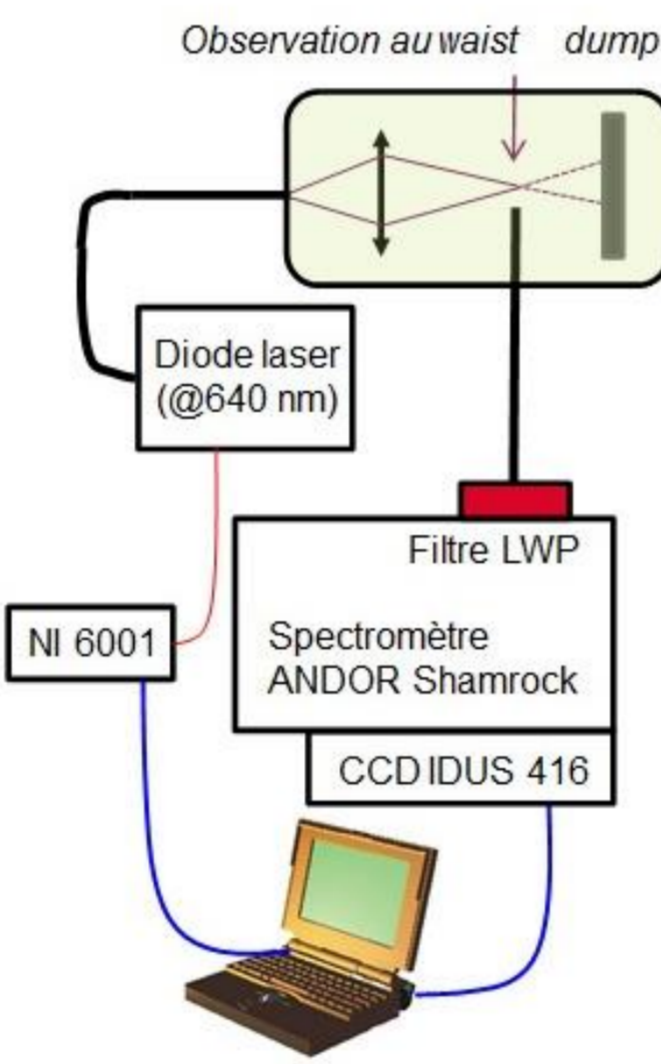 Observation au waist dump
Diode laser
(@640 nm)
Filtre LWP
NI 6001
Spectromètre
ANDOR Shamrock
CCD IDUS 416